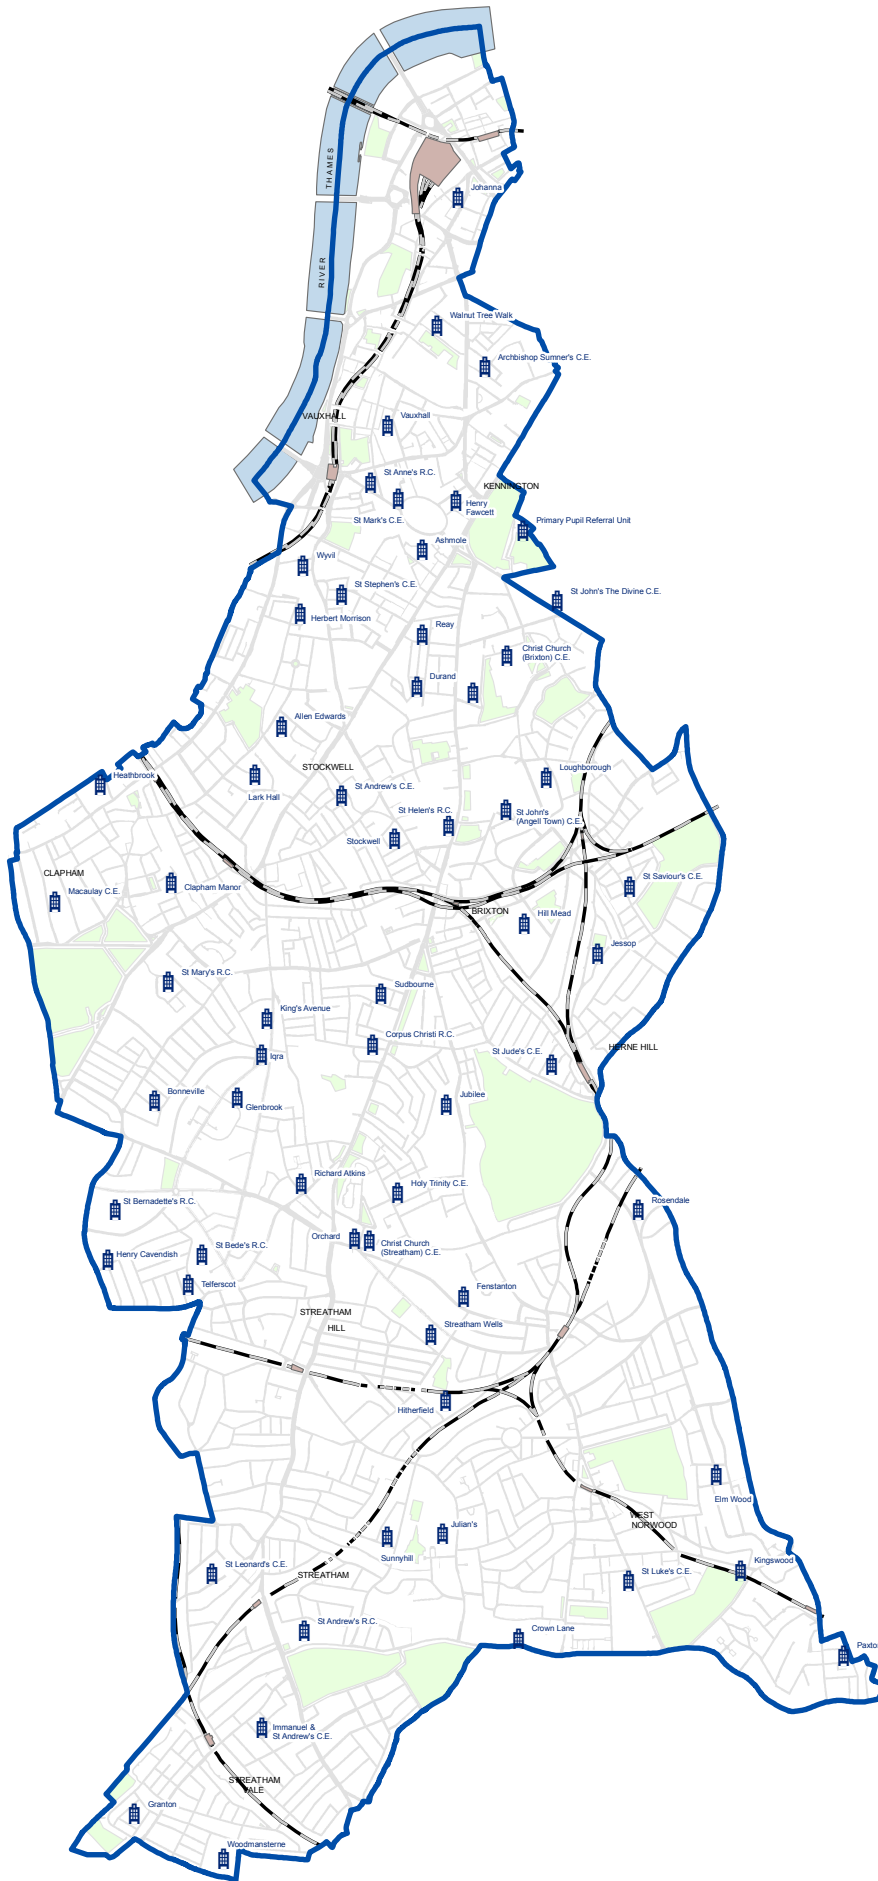 THAMES
Johanna
RIVER
Walnut Tree Walk
Archbishop Sumner's C.E.
VAUXHALL
Vauxhall
St Anne's R.C.
KENNINGTON
Henry
Fawcett
St Mark's C.E.
Primary Pupil Referral Unit
Ashmole
Wyvil
St Stephen's C.E.
St John's The Divine C.E.
Herbert Morrison
Reay
Christ Church
(Brixton) C.E.
Durand
Allen Edwards
STOCKWELL
Loughborough
Heathbrook
St Andrew's C.E.
Lark Hall
St Helen's R.C.
St John's
(Angell Town) C.E.
Stockwell
CLAPHAM
Macaulay C.E.
Clapham Manor
St Saviour's C.E.
BRIXTON
Hill Mead
Jessop
St Mary's R.C.
Sudbourne
King's Avenue
Corpus Christi R.C.
HERNE HILL
St Jude's C.E.
Iqra
Bonneville
Glenbrook
Jubilee
Richard Atkins
Holy Trinity C.E.
St Bernadette's R.C.
Rosendale
Orchard
Christ Church
(Streatham) C.E.
St Bede's R.C.
Henry Cavendish
Telferscot
Fenstanton
STREATHAM
HILL
Streatham Wells
Hitherfield
Elm Wood
WEST
NORWOOD
Julian's
Sunnyhill
Kingswood
St Leonard's C.E.
STREATHAM
St Luke's C.E.
St Andrew's R.C.
Crown Lane
Paxton
Immanuel &
St Andrew's C.E.
STREATHAM
VALE
Granton
Woodmansterne